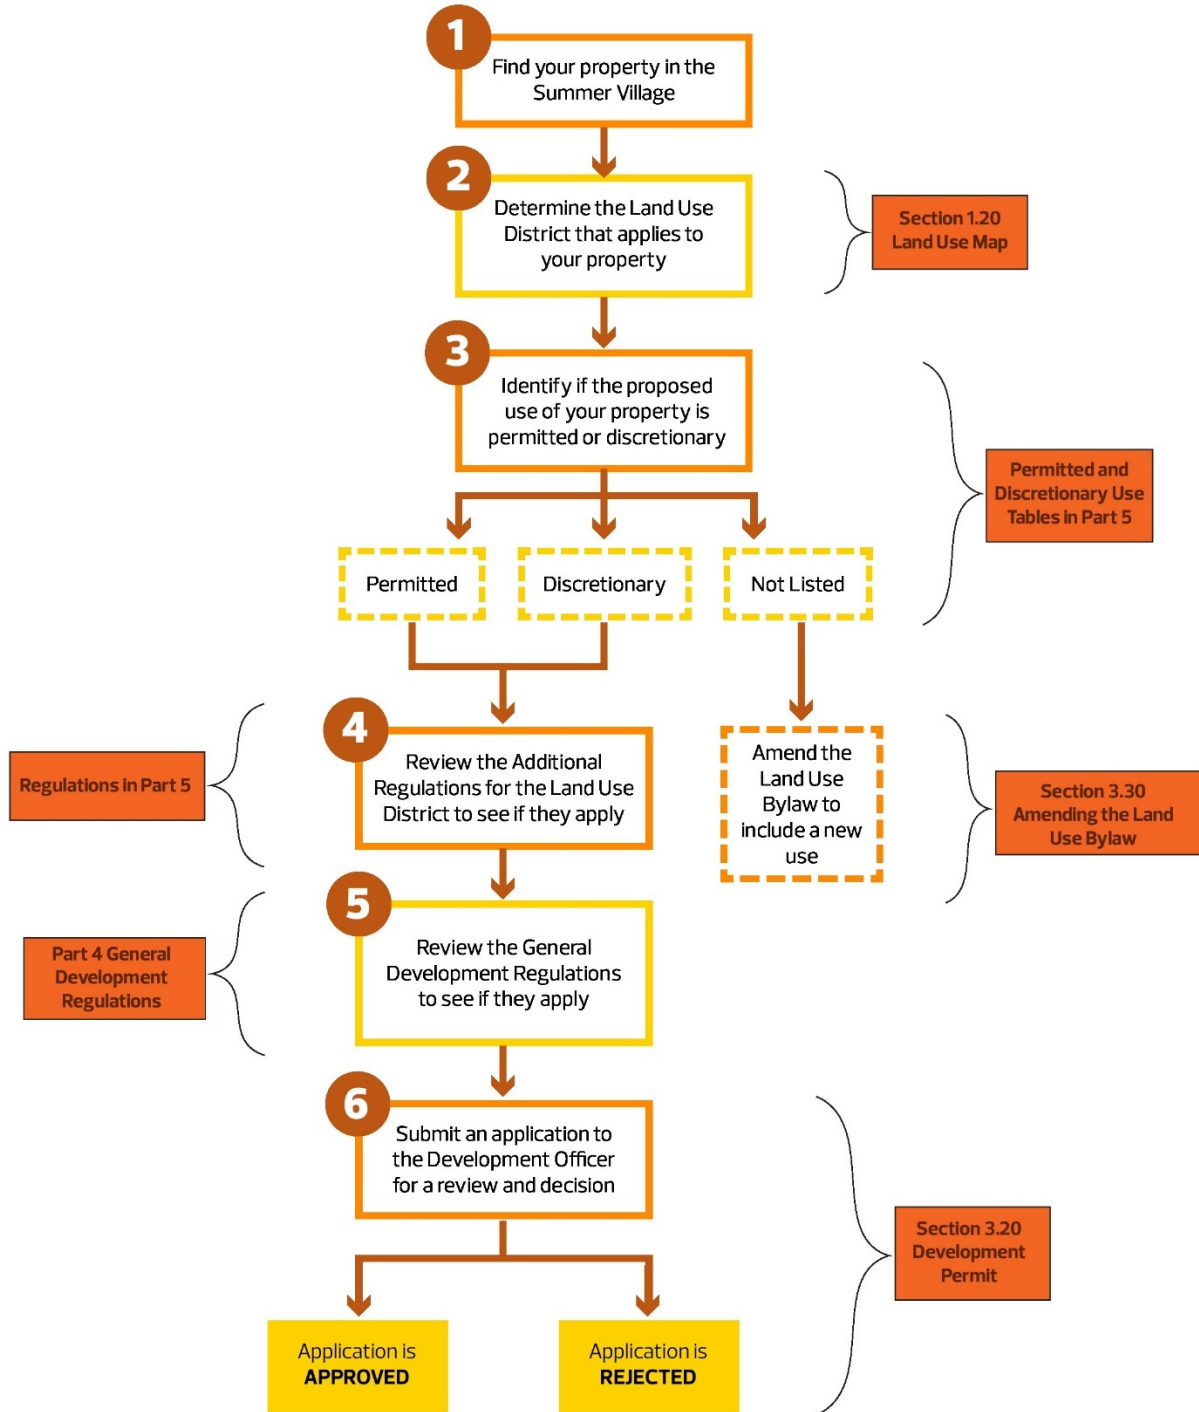 1
Find your property in the
Summer Village
2
Determine the Land Use
District that applies to
your property
Section 1.20
Land Use Map
3
Identify if the proposed
use of your property is
permitted or discretionary
Permitted and
Discretionary Use
Tables in Part 5
Permitted
Discretionary
Not Listed
4
Review the Additional
Regulations for the Land Use
District to see if they apply
Regulations in Part 5
Amend the
Land Use
Bylaw to
include a new
use
Section 3.30
Amending the Land
Use Bylaw
5
Review the General
Development Regulations
to see if they apply
Part 4 General
Development
Regulations
6
Submit an application to
the Development Officer
for a review and decision
Section 3.20
Development
Permit
Application is
APPROVED
Application is
REJECTED